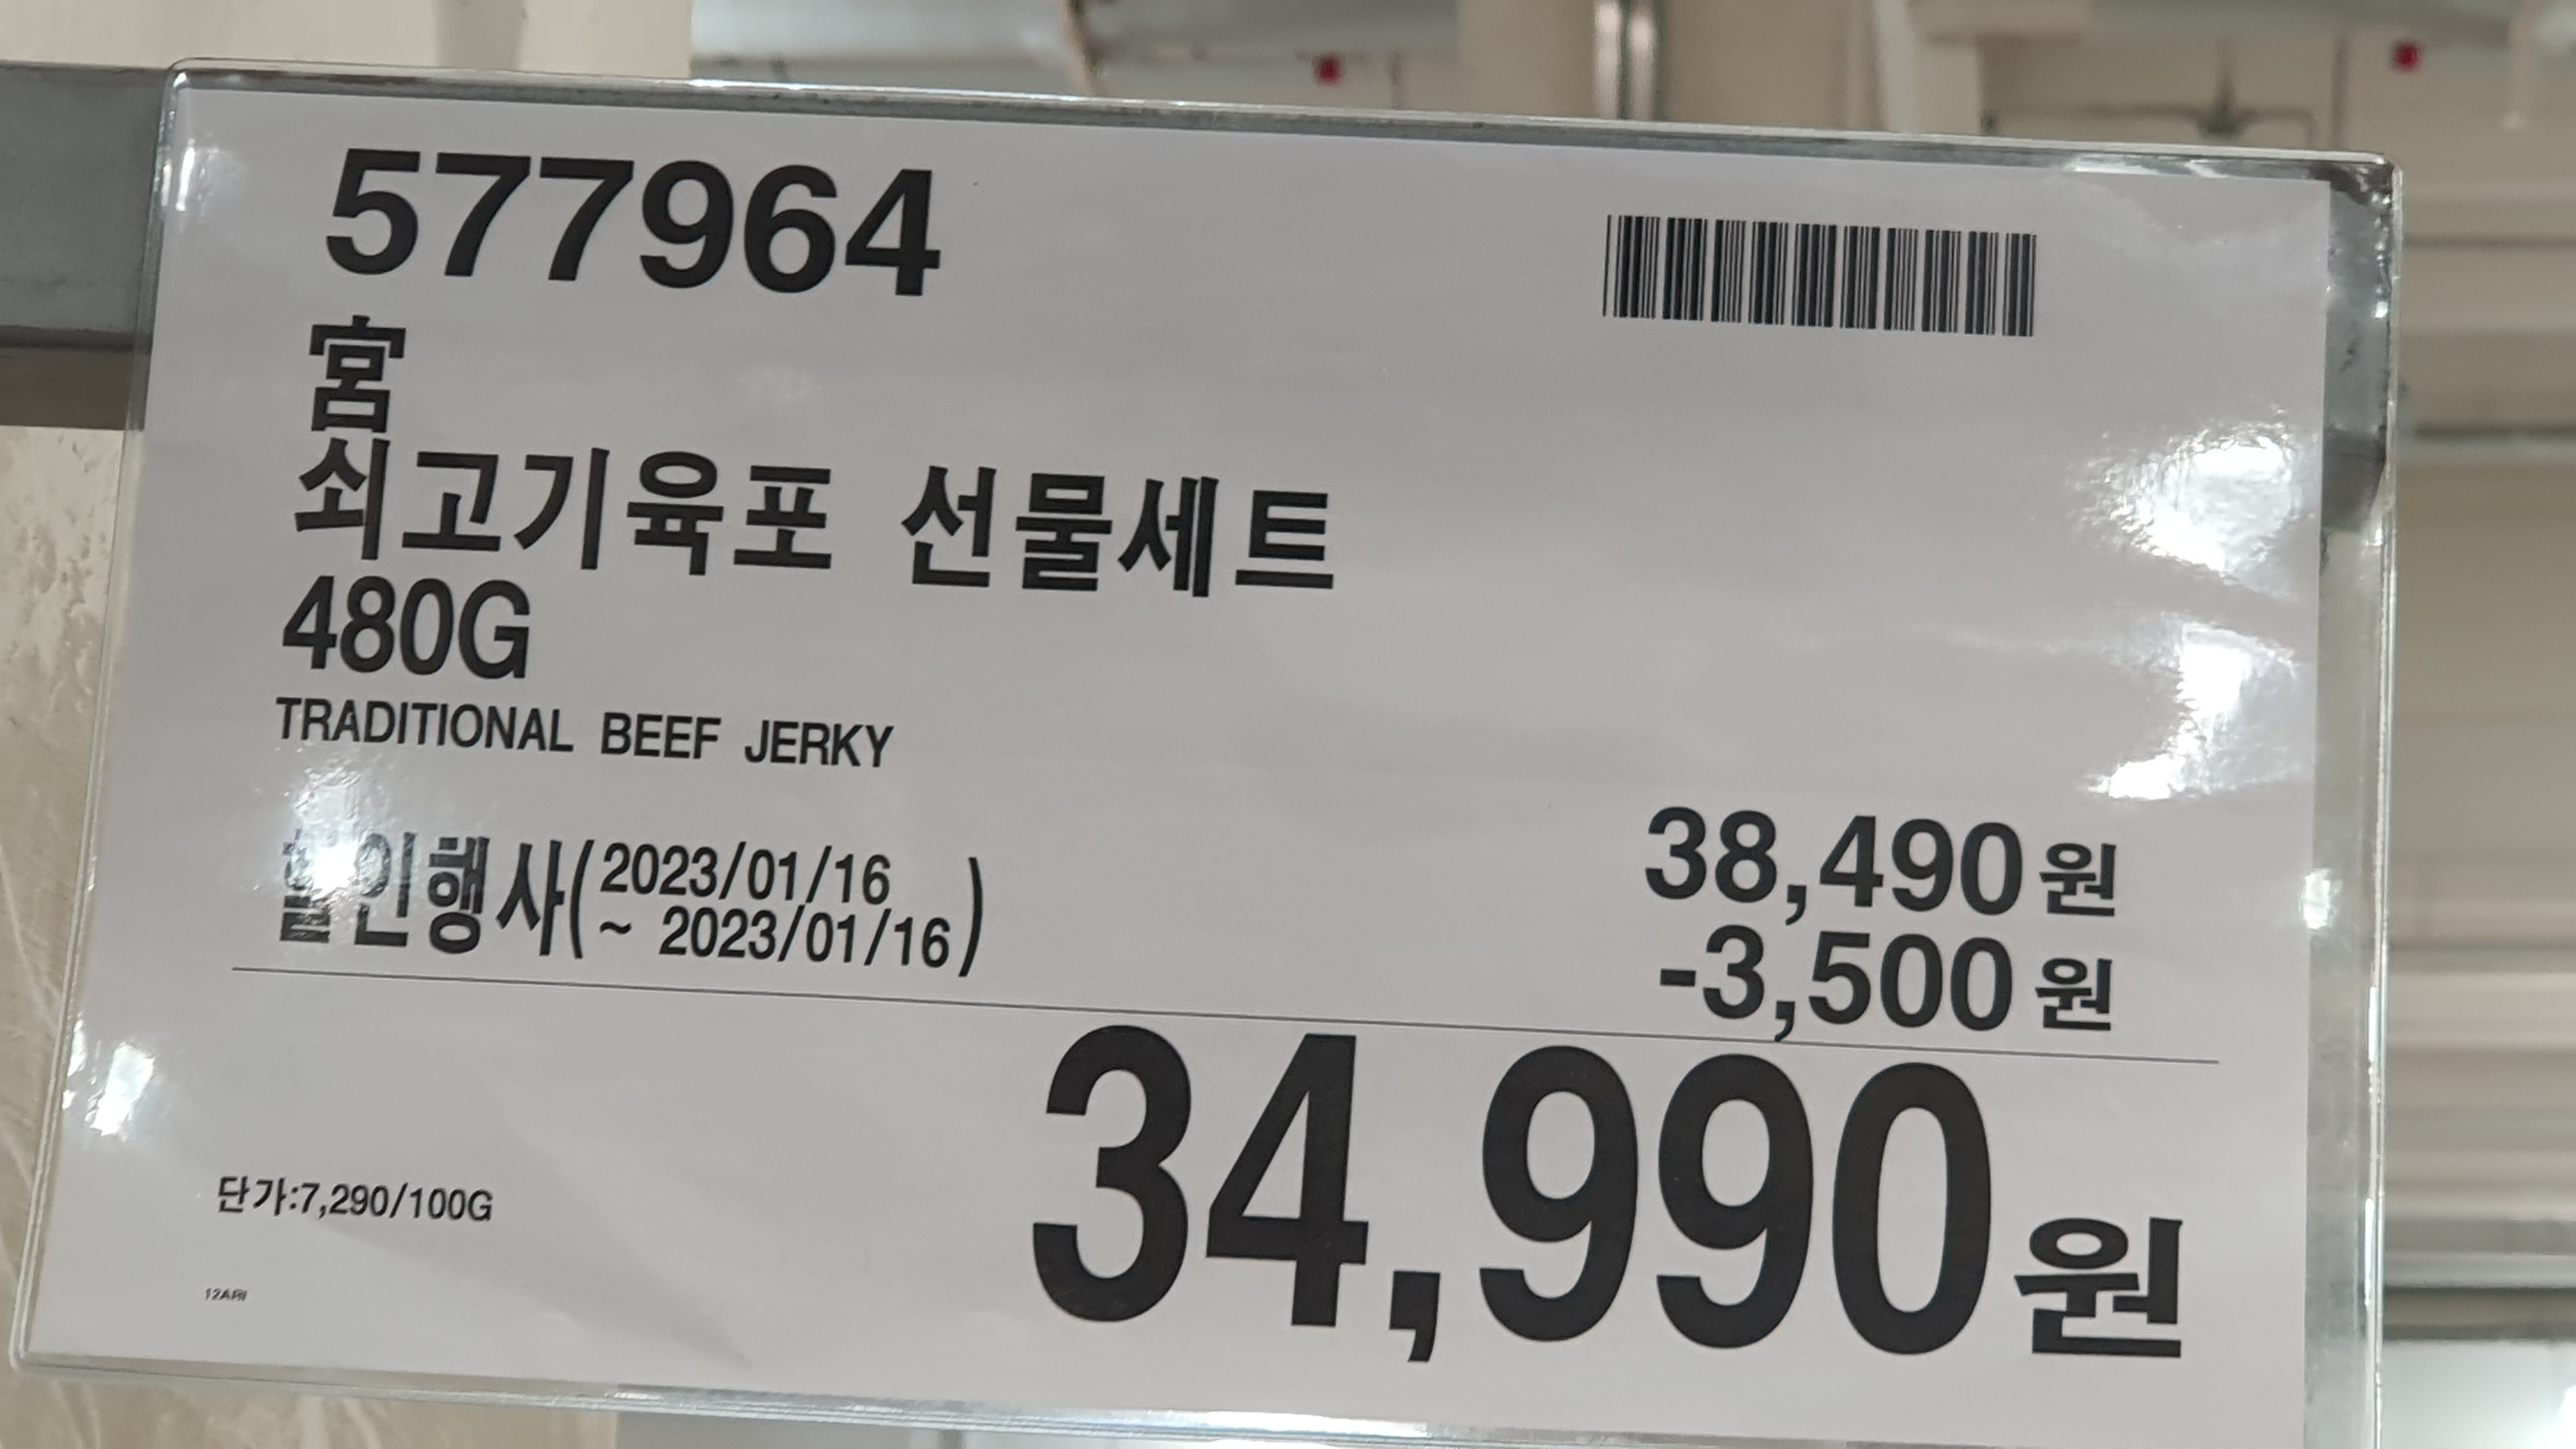 577964
宮
쇠고기육포 선물세트
480G
TRADITIONAL BEEF JERKY
할인행사(2023/01/16
~ 2023/01/16)
38,490원
-3,500원
34,990원
단가:7,290/100G
12ARI